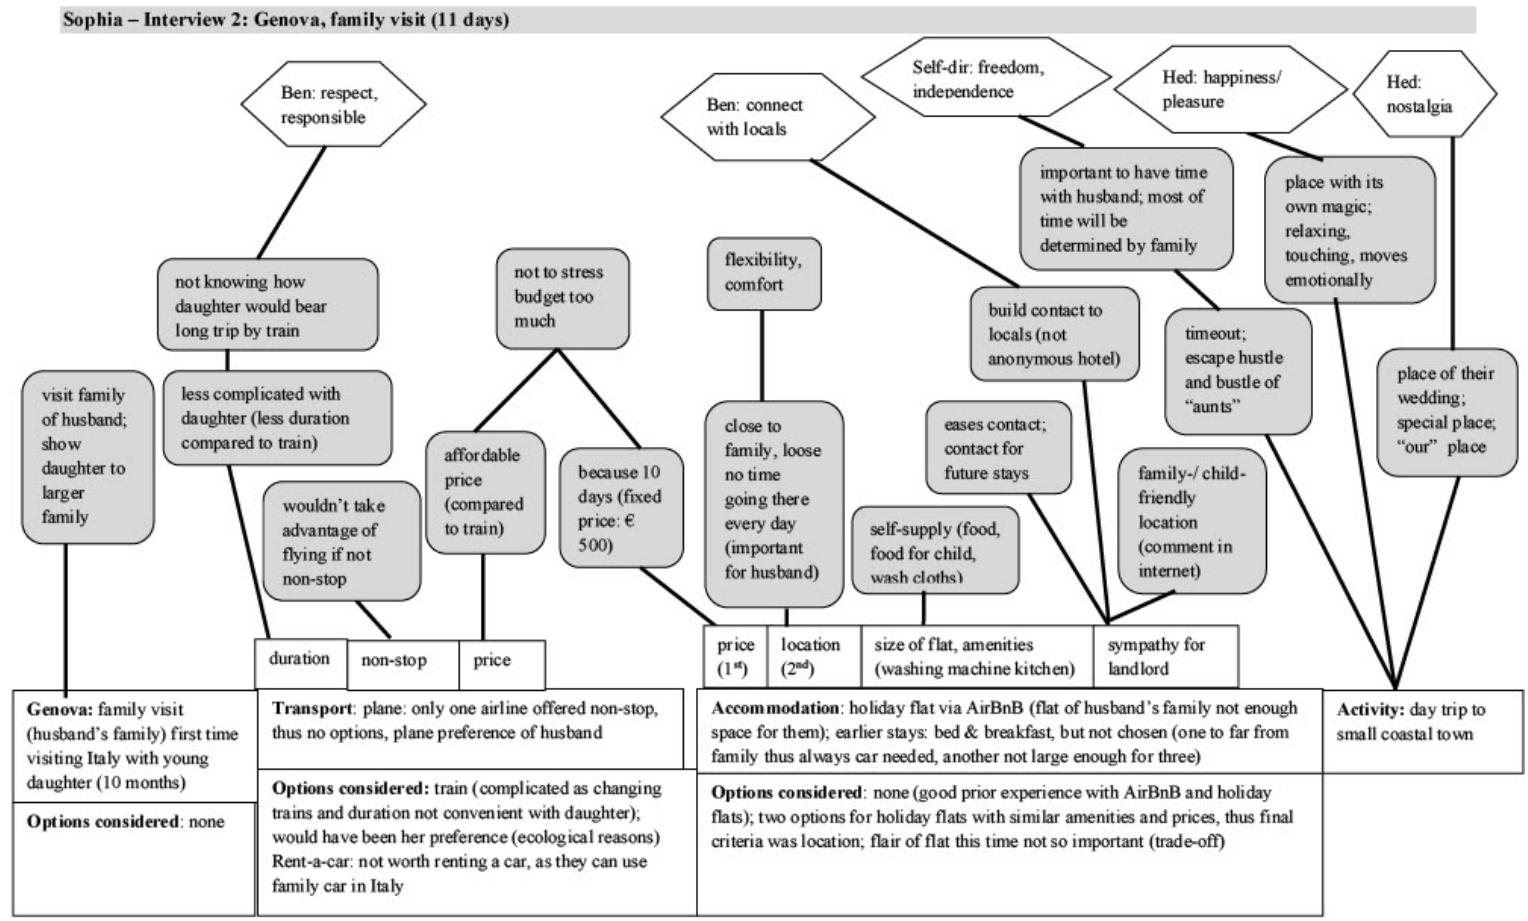 Sophia – Interview 2: Genova, family visit (11 days)
Ben: respect,
responsible
Ben: connect
with locals
Self-dir: freedom,
independence
Hed: happiness/
pleasure
Hed:
nostalgia
important to have time
with husband; most of
time will be
determined by family
place with its
own magic;
relaxing,
touching, moves
emotionally
not knowing how
daughter would bear
long trip by train
not to stress
budget too
much
flexibility,
comfort
build contact to
locals (not
anonymous hotel)
timeout;
escape hustle
and bustle of
“aunts”
place of their
wedding;
special place;
“our” place
visit family
of husband;
show
daughter to
larger
family
less complicated with
daughter (less duration
compared to train)
wouldn’t take
advantage of
flying if not
non-stop
affordable
price
(compared
to train)
because 10
days (fixed
price: €
500)
close to
family, loose
no time
going there
every day
(important
for husband)
self-supply (food,
food for child,
wash cloths)
eases contact;
contact for
future stays
family-/ child-
friendly
location
(comment in
internet)
duration
non-stop
price
price
(1st)
location
(2nd)
size of flat, amenities
(washing machine kitchen)
sympathy for
landlord
Genova: family visit
(husband’s family) first time
visiting Italy with young
daughter (10 months)
Options considered: none
Transport: plane: only one airline offered non-stop,
thus no options, plane preference of husband
Options considered: train (complicated as changing
trains and duration not convenient with daughter);
would have been her preference (ecological reasons)
Rent-a-car: not worth renting a car, as they can use
family car in Italy
Accommodation: holiday flat via AirBnB (flat of husband’s family not enough
space for them); earlier stays: bed & breakfast, but not chosen (one to far from
family thus always car needed, another not large enough for three)
Options considered: none (good prior experience with AirBnB and holiday
flats); two options for holiday flats with similar amenities and prices, thus final
criteria was location; flair of flat this time not so important (trade-off)
Activity: day trip to
small coastal town